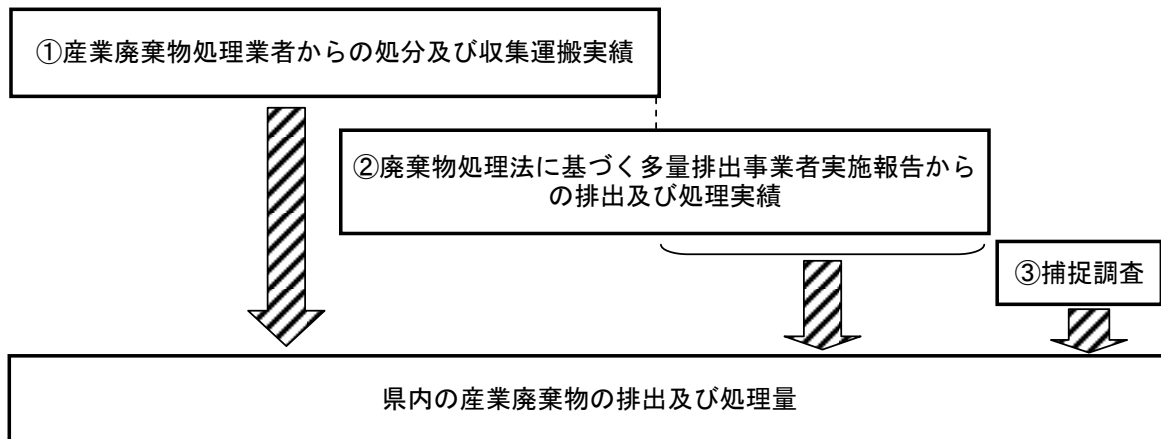 ①産業廃棄物処理業者からの処分及び収集運搬実績
②廃棄物処理法に基づく多量排出事業者実施報告から
の排出及び処理実績
③捕捉調査
県内の産業廃棄物の排出及び処理量